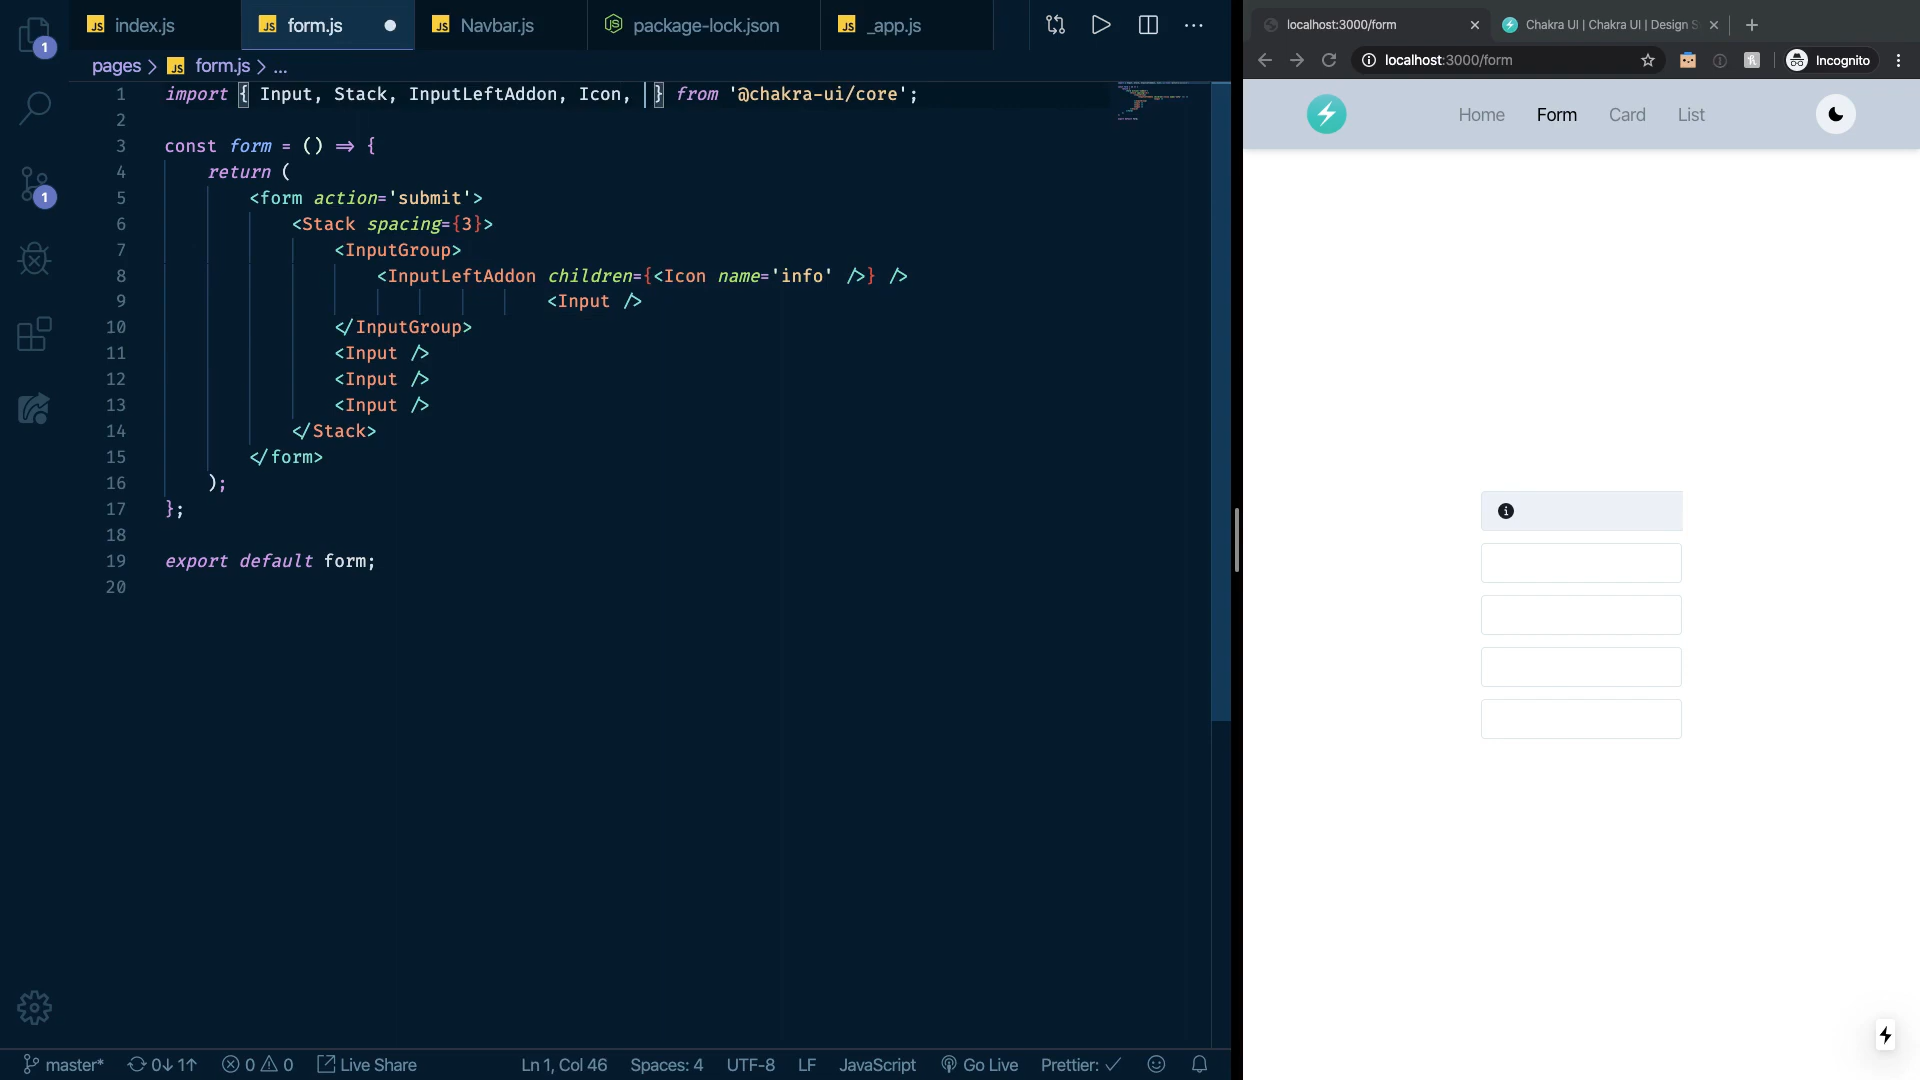 index.js
form.js
Navbar.js
package-lock.json
_app.js
pages > form.js > ...
1 import { Input, Stack, InputLeftAddon, Icon, } from '@chakra-ui/core';
2
3 const form = () => {
4 return (
5 <form action='submit'>
6 <Stack spacing={3}>
7 <InputGroup>
8 <InputLeftAddon children={<Icon name='info' />} />
9 <Input />
10 </InputGroup>
11 <Input />
12 <Input />
13 <Input />
14 </Stack>
15 </form>
16 );
17 };
18
19 export default form;
20
1
1
master* 0↓ 1↑ 0 0 Live Share Ln 1, Col 46 Spaces: 4 UTF-8 LF JavaScript Go Live Prettier: ✓
localhost:3000/form
Chakra UI | Chakra UI | Design
localhost:3000/form
Incognito
Home Form Card List